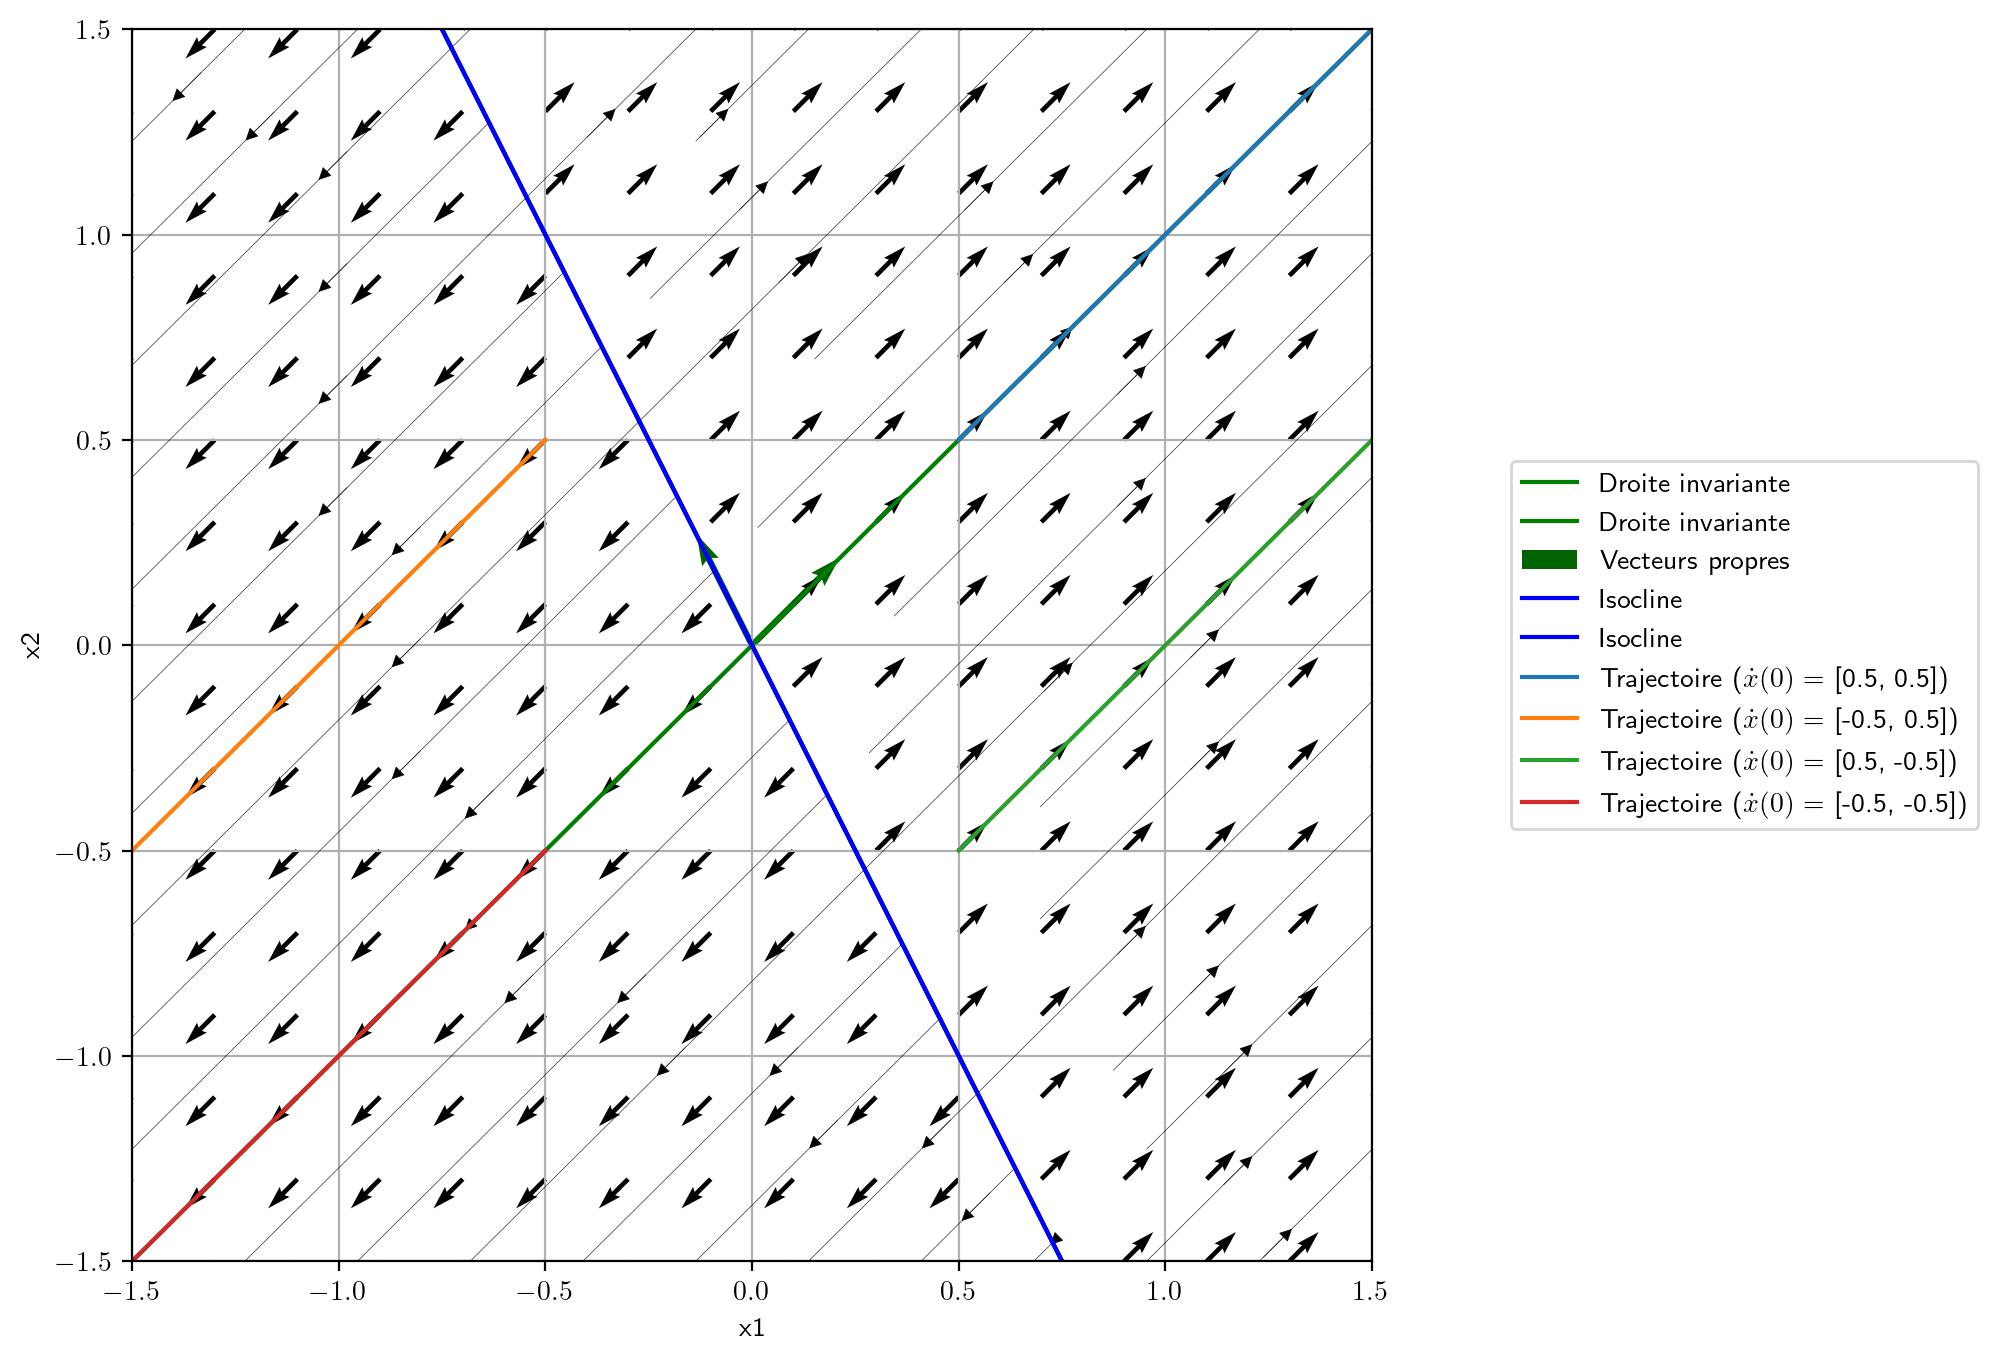 1.5
1.0
0.5
0.0
−0.5
−1.0
−1.5
x2
−1.5
−1.0
−0.5
0.0
0.5
1.0
1.5
x1
Droite invariante
Droite invariante
Vecteurs propres
Isocline
Isocline
Trajectoire (ẋ(0) = [0.5, 0.5])
Trajectoire (ẋ(0) = [-0.5, 0.5])
Trajectoire (ẋ(0) = [0.5, -0.5])
Trajectoire (ẋ(0) = [-0.5, -0.5])